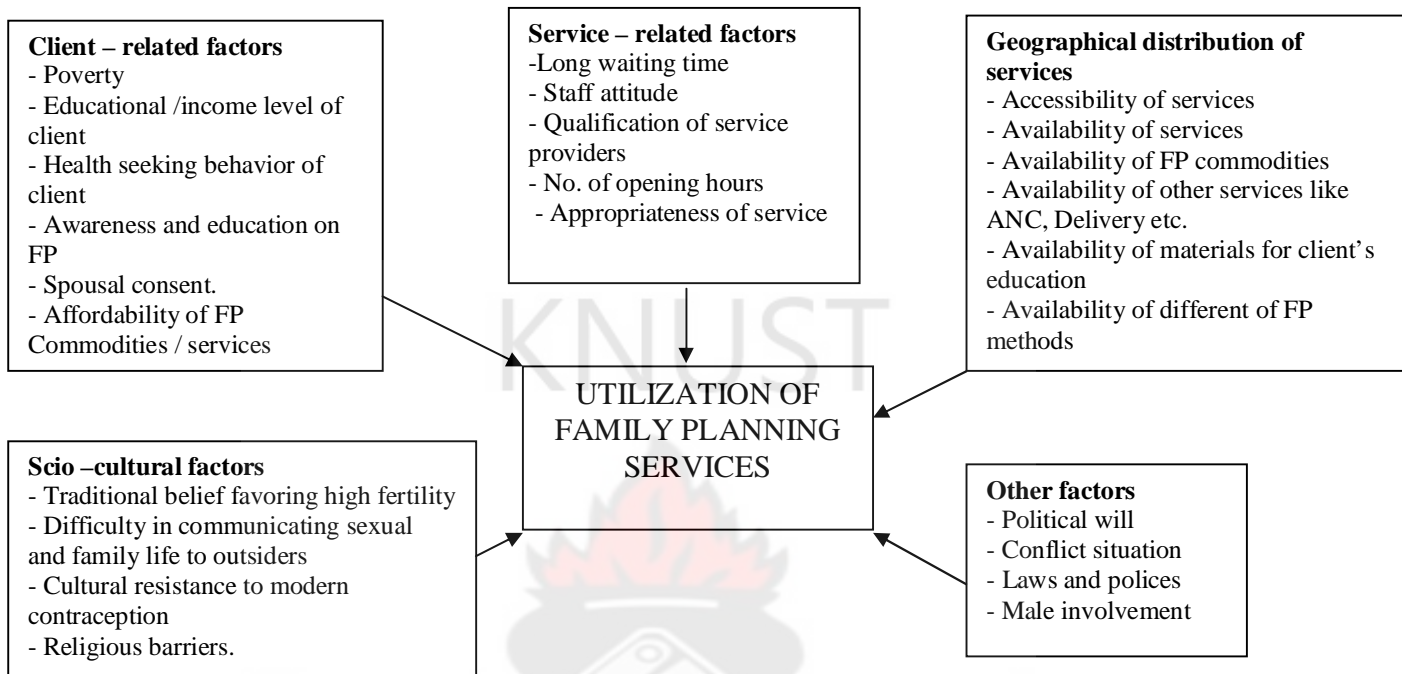 Client – related factors
- Poverty
- Educational /income level of
client
- Health seeking behavior of
client
- Awareness and education on
FP
- Spousal consent.
- Affordability of FP
Commodities / services
Service – related factors
-Long waiting time
- Staff attitude
- Qualification of service
providers
- No. of opening hours
- Appropriateness of service
Geographical distribution of
services
- Accessibility of services
- Availability of services
- Availability of FP commodities
- Availability of other services like
ANC, Delivery etc.
- Availability of materials for client’s
education
- Availability of different of FP
methods
KNUST
UTILIZATION OF
FAMILY PLANNING
SERVICES
Scio –cultural factors
- Traditional belief favoring high fertility
- Difficulty in communicating sexual
and family life to outsiders
- Cultural resistance to modern
contraception
- Religious barriers.
Other factors
- Political will
- Conflict situation
- Laws and polices
- Male involvement